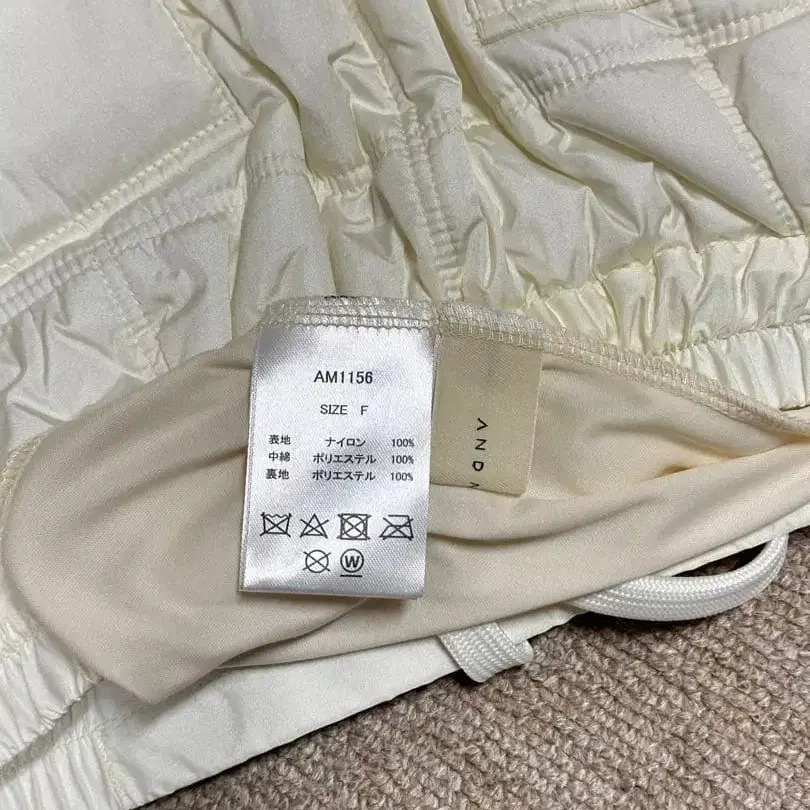 AM1156
SIZE F
表地 ナイロン 100%
中綿 ポリエステル 100%
裏地 ポリエステル 100%
W
AND